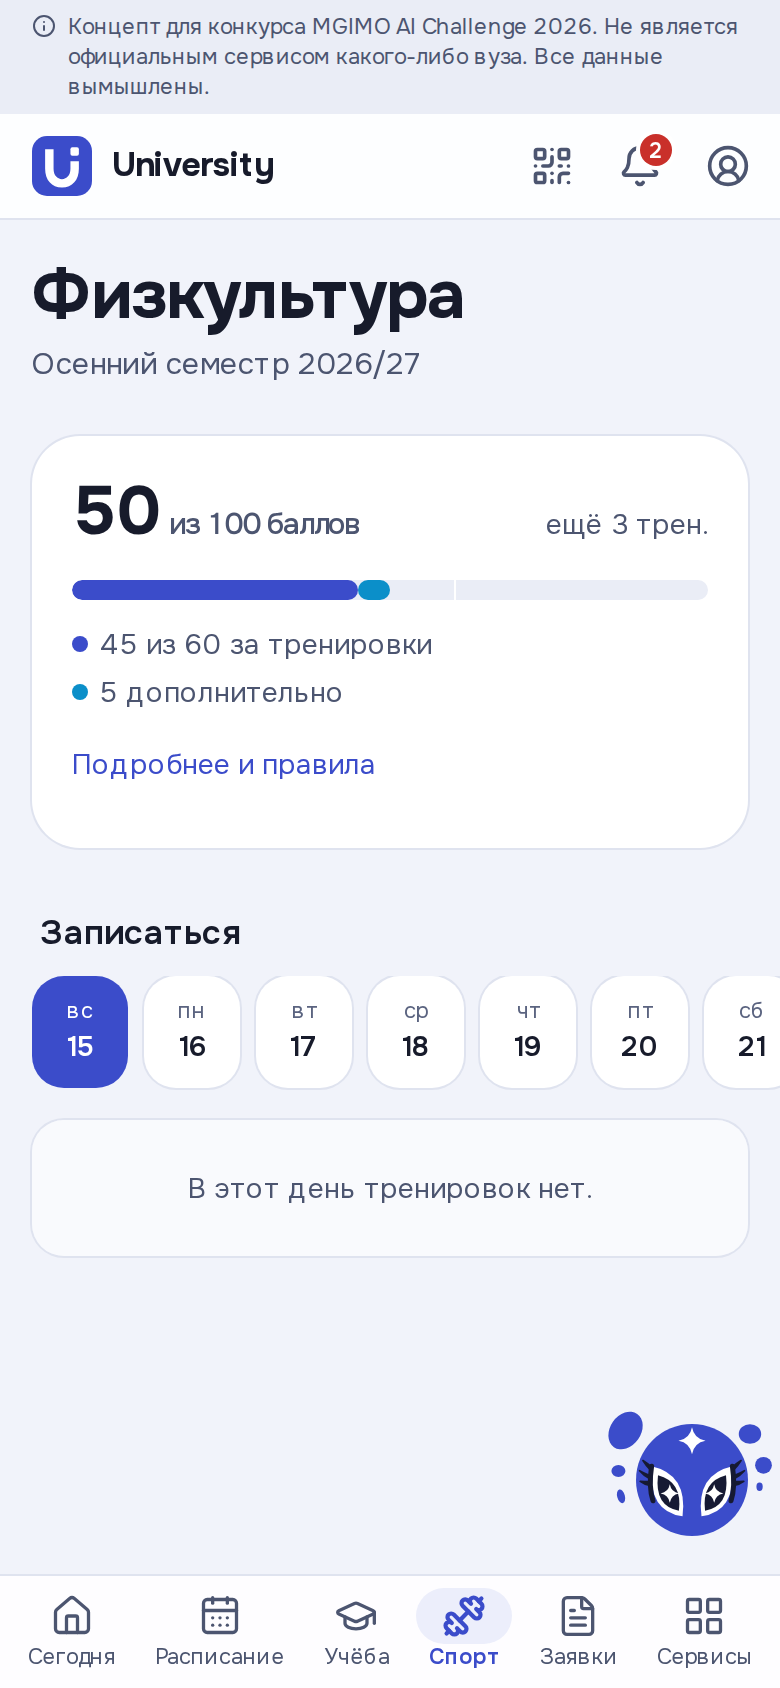 Концепт для конкурса MGIMO AI Challenge 2026. Не является
официальным сервисом какого-либо вуза. Все данные
вымышлены.
University
2
Физкультура
Осенний семестр 2026/27
50 из 100 баллов
ещё 3 трен.
45 из 60 за тренировки
5 дополнительно
Подробнее и правила
Записаться
вс пн вт ср чт пт сб
15 16 17 18 19 20 21
В этот день тренировок нет.
Сегодня Расписание Учёба Спорт Заявки Сервисы